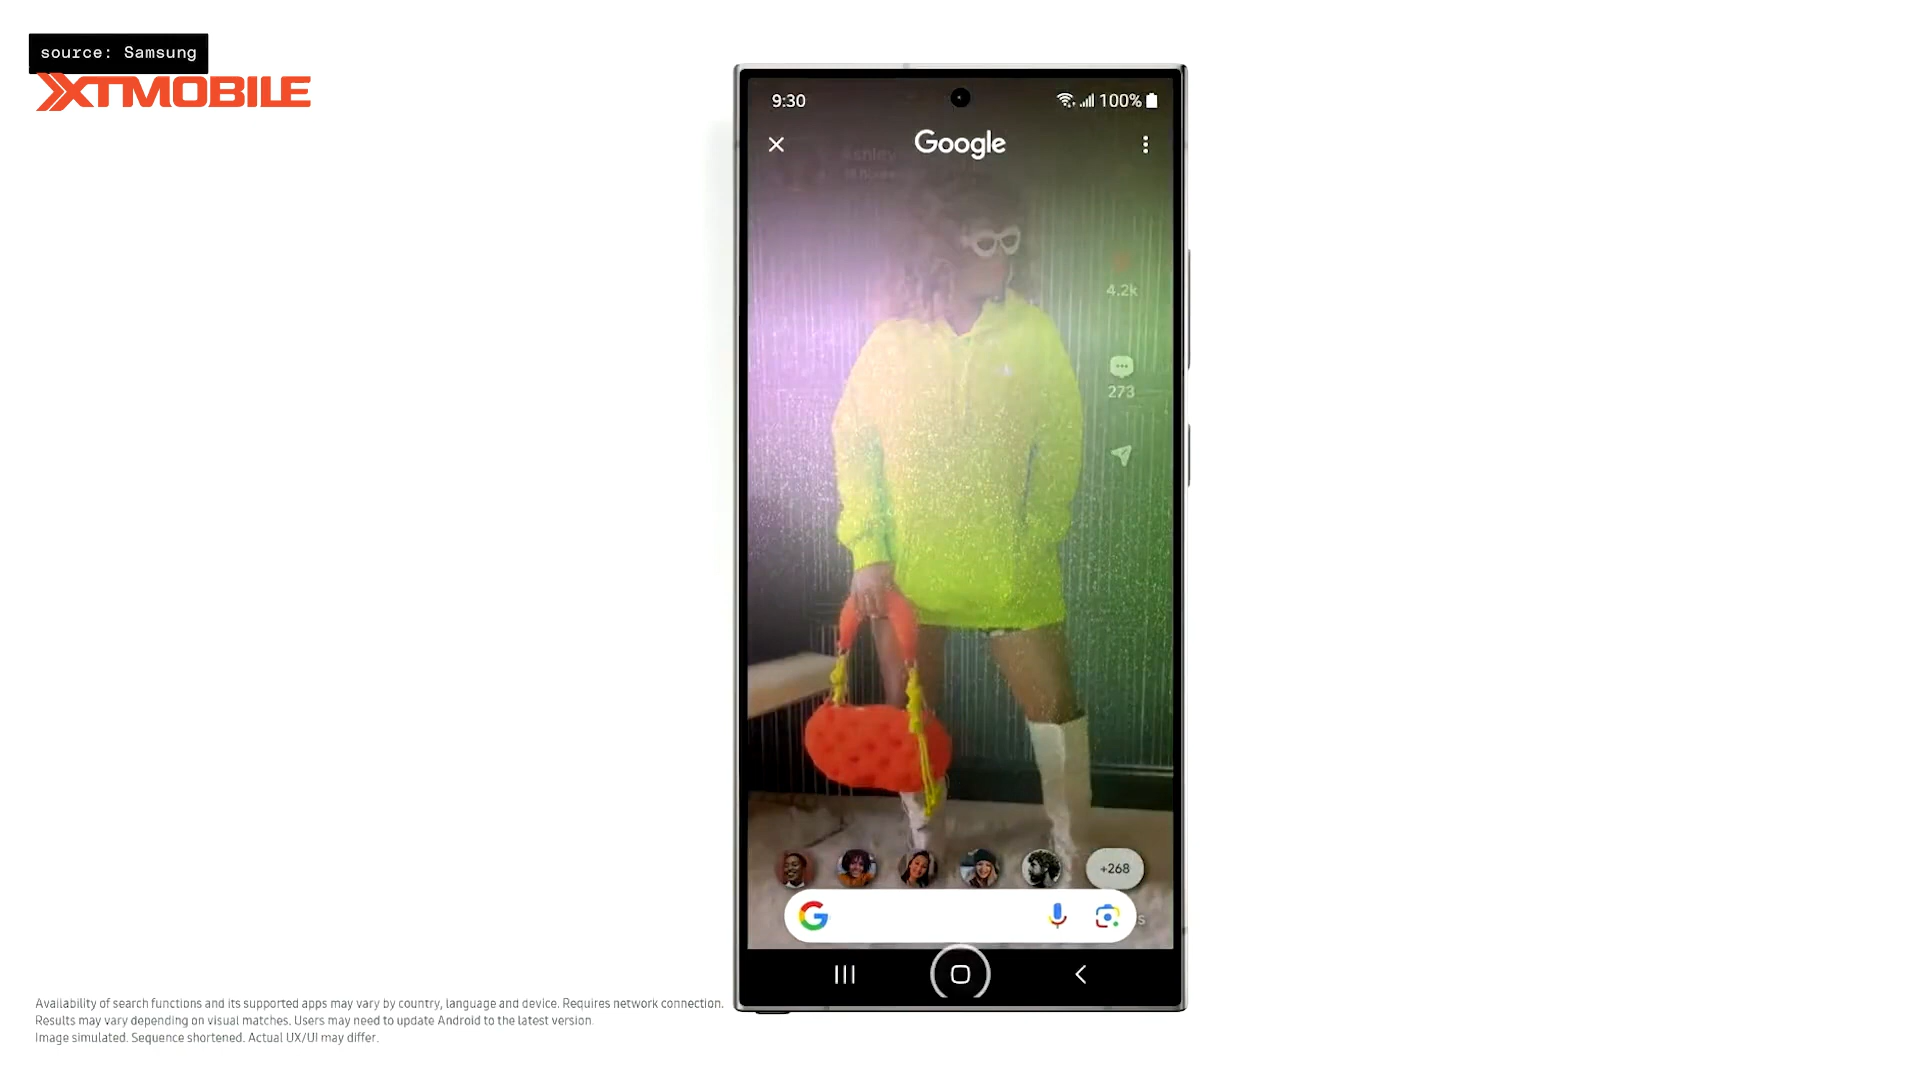 source: Samsung
XTMOBILE
9:30
100%
Google
4.2k
273
+268
Availability of search functions and its supported apps may vary by country, language and device. Requires network connection.
Results may vary depending on visual matches. Users may need to update Android to the latest version.
Image simulated. Sequence shortened. Actual UX/UI may differ.